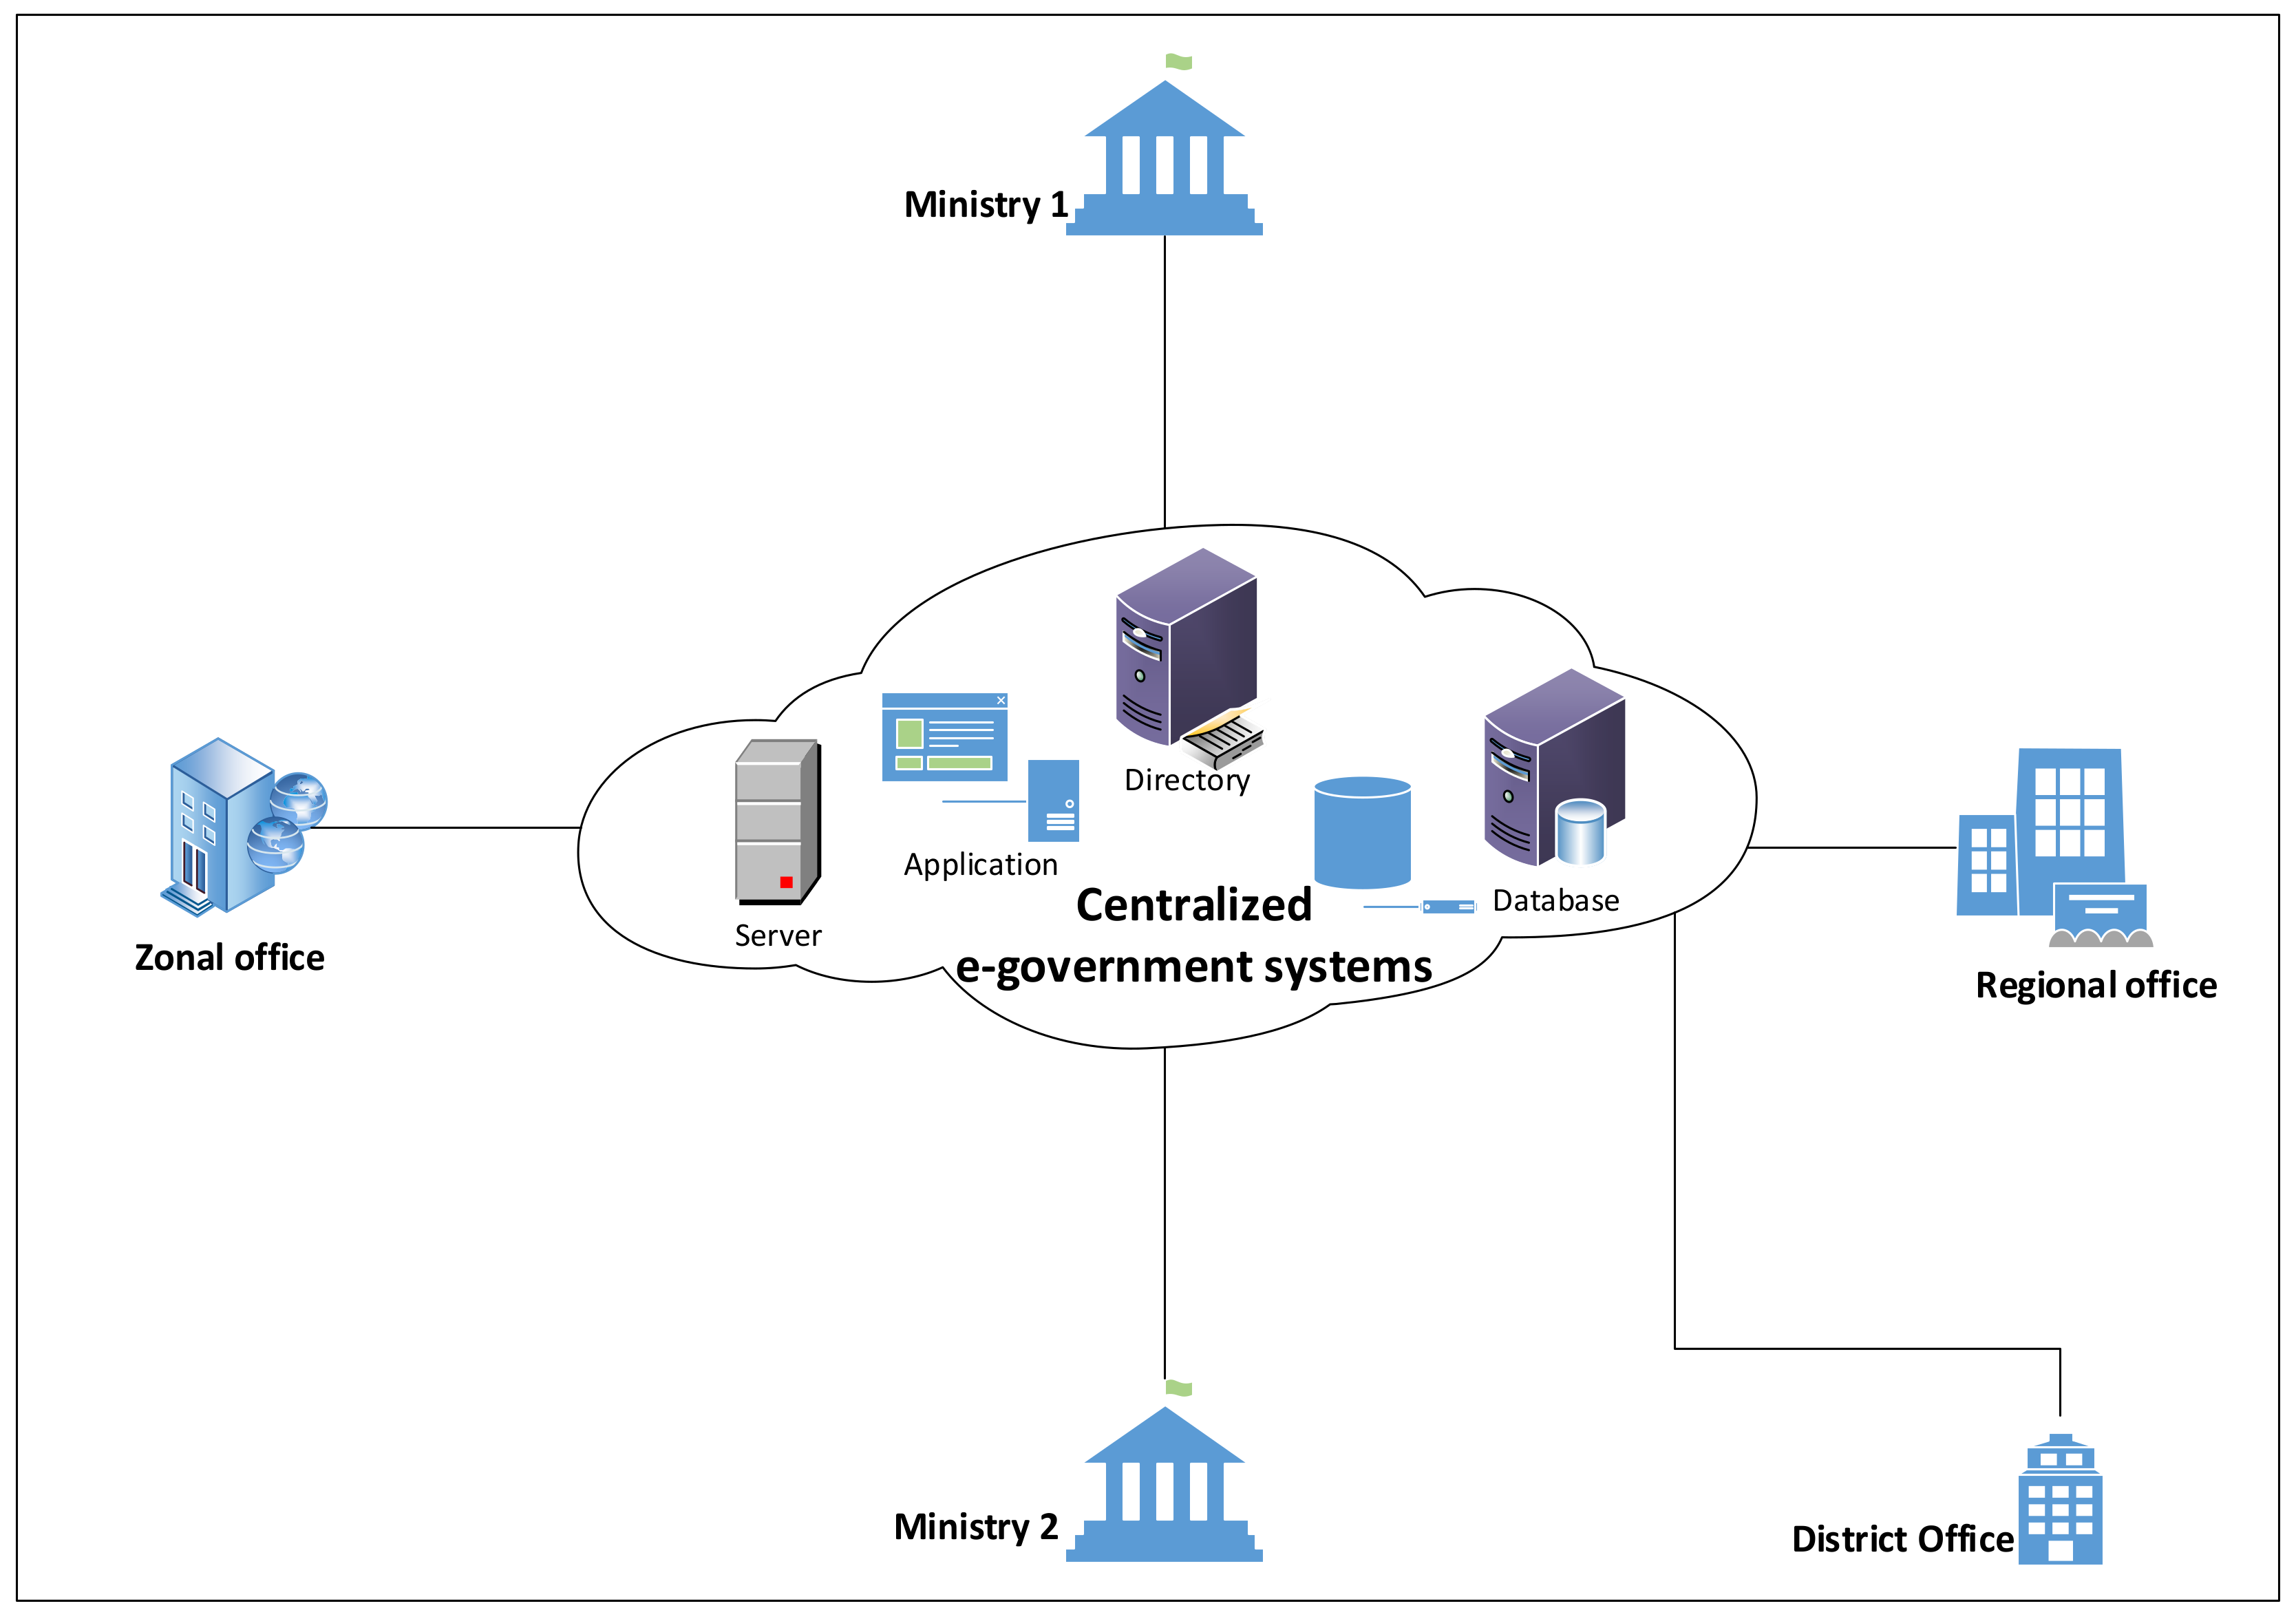 Ministry 1
Directory
Application
Database
Server
Centralized
e-government systems
Zonal office
Regional office
Ministry 2
District Office